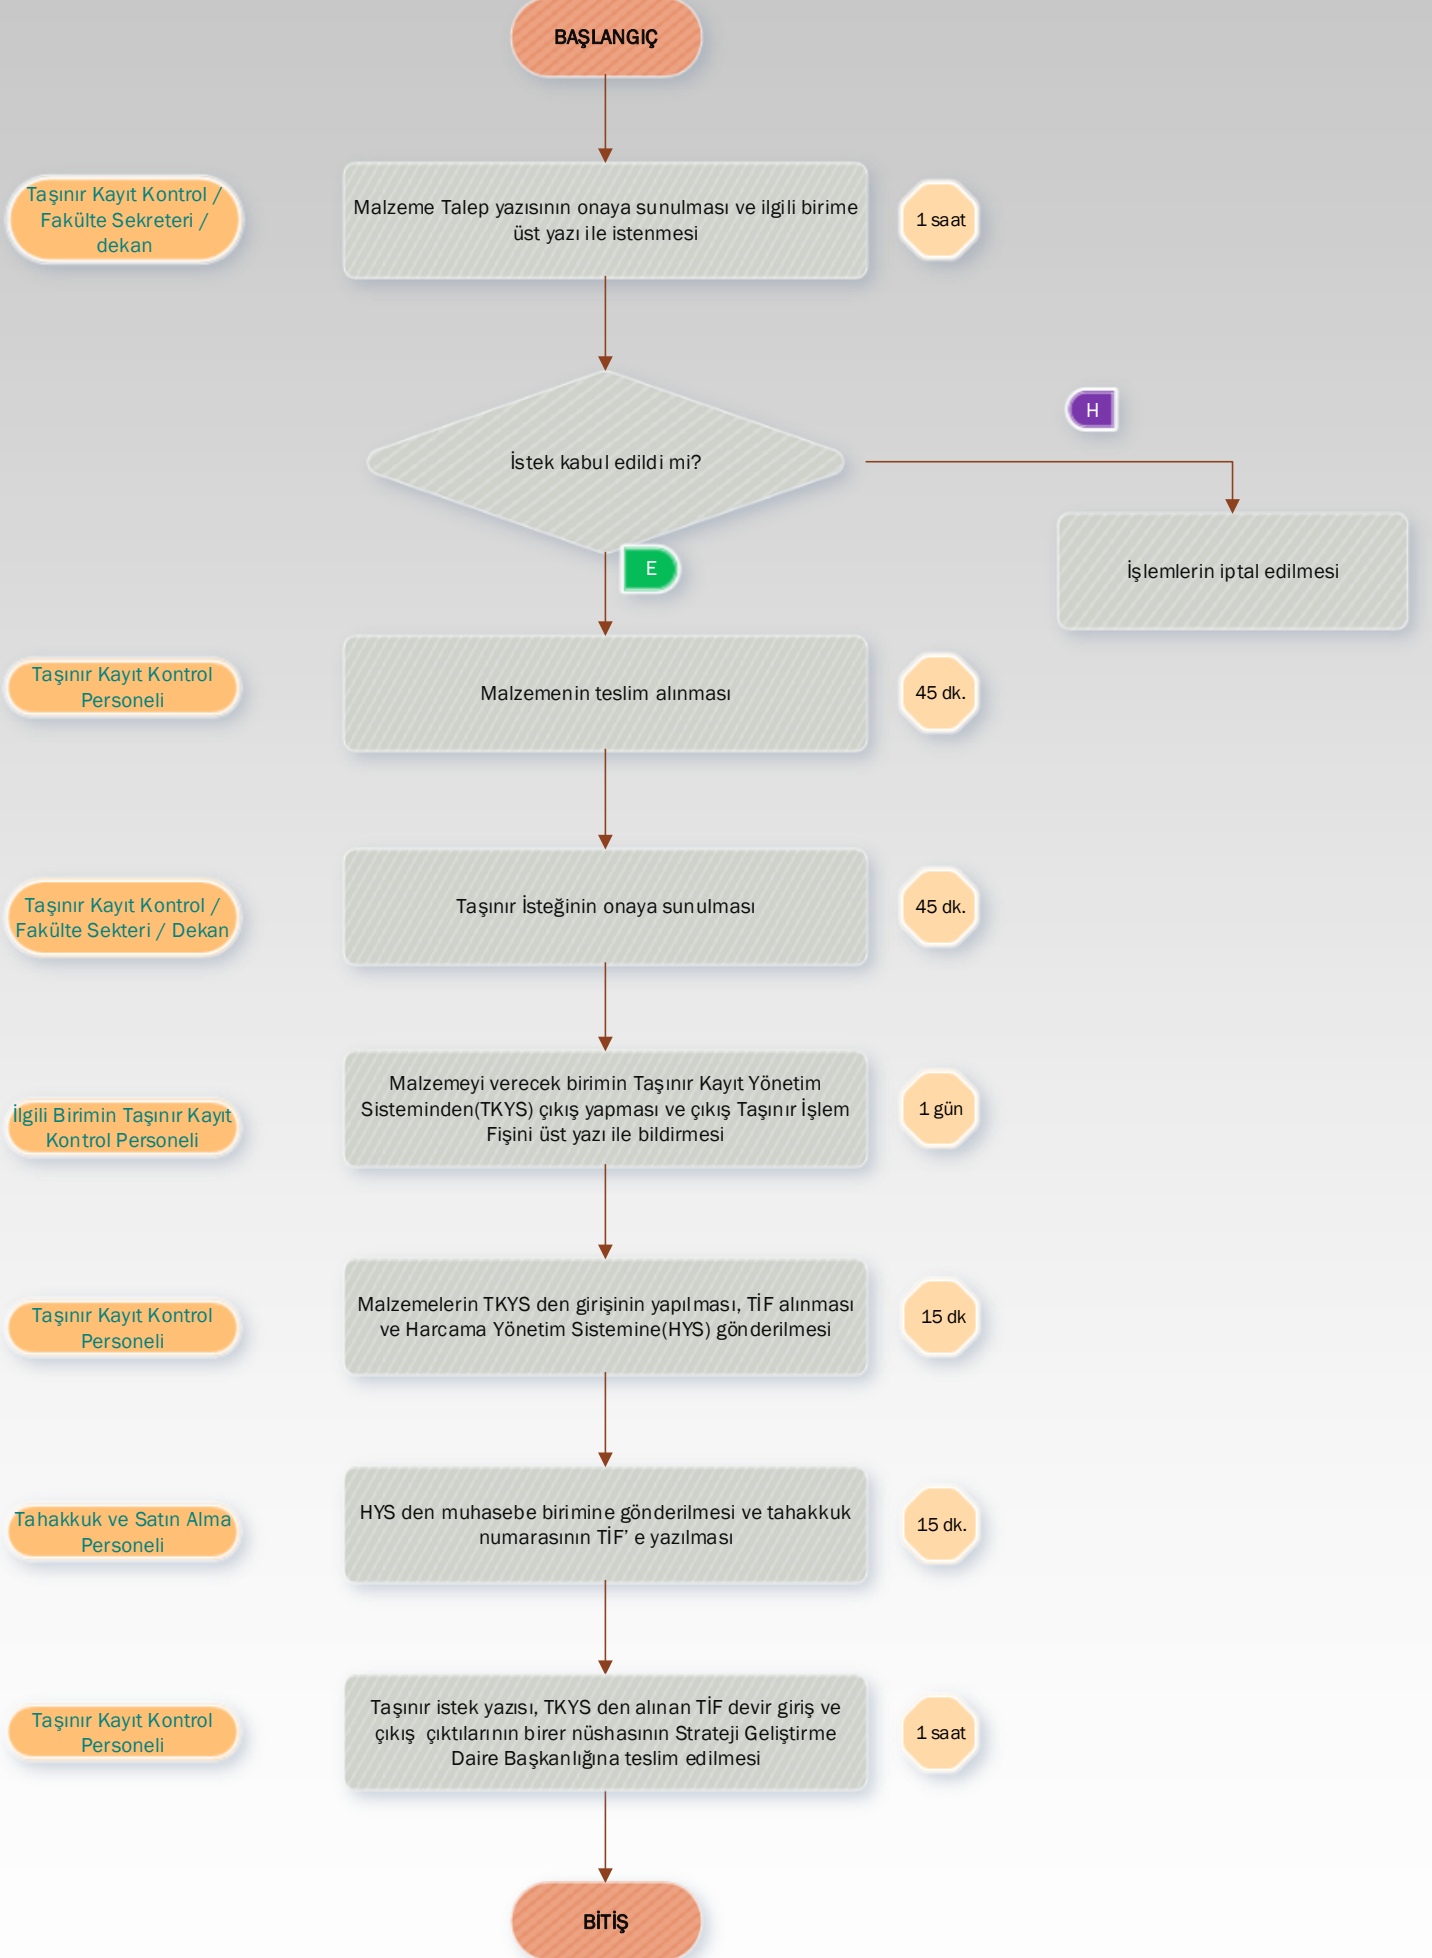 BAŞLANGIÇ
Taşınır Kayıt Kontrol /
Fakülte Sekreteri /
dekan
Malzeme Talep yazısının onaya sunulması ve ilgili birime
üst yazı ile istenmesi
1 saat
İstek kabul edildi mi?
H
İşlemlerin iptal edilmesi
E
Taşınır Kayıt Kontrol
Personeli
Malzemenin teslim alınması
45 dk.
Taşınır Kayıt Kontrol /
Fakülte Sekteri / Dekan
Taşınır İsteğinin onaya sunulması
45 dk.
İlgili Birimin Taşınır Kayıt
Kontrol Personeli
Malzemeyi verecek birimin Taşınır Kayıt Yönetim
Sisteminden(TKYS) çıkış yapması ve çıkış Taşınır İşlem
Fişini üst yazı ile bildirmesi
1 gün
Taşınır Kayıt Kontrol
Personeli
Malzemelerin TKYS den girişinin yapılması, TİF alınması
ve Harcama Yönetim Sistemine(HYS) gönderilmesi
15 dk
Tahakkuk ve Satın Alma
Personeli
HYS den muhasebe birimine gönderilmesi ve tahakkuk
numarasının TİF’ e yazılması
15 dk.
Taşınır Kayıt Kontrol
Personeli
Taşınır istek yazısı, TKYS den alınan TİF devir giriş ve
çıkış  çıktılarının birer nüshasının Strateji Geliştirme
Daire Başkanlığına teslim edilmesi
1 saat
BİTİŞ